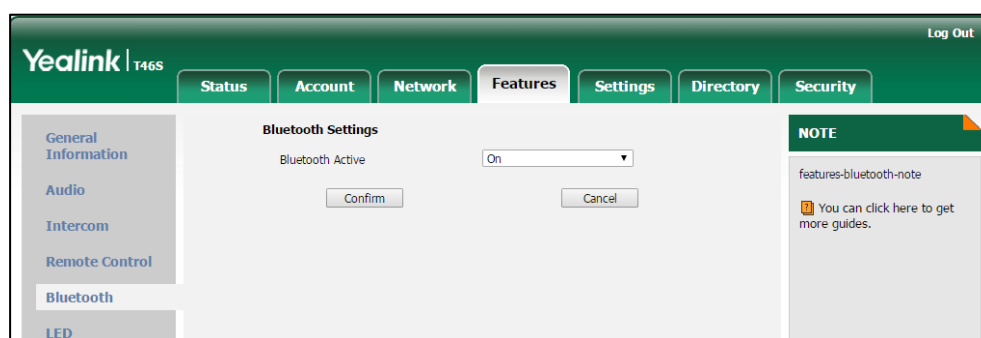 Log Out
Yealink | T46S
Status Account Network Features Settings Directory Security
General
Information
Audio
Intercom
Remote Control
Bluetooth
LED
Bluetooth Settings
Bluetooth Active On
Confirm Cancel
NOTE
features-bluetooth-note
You can click here to get
more guides.